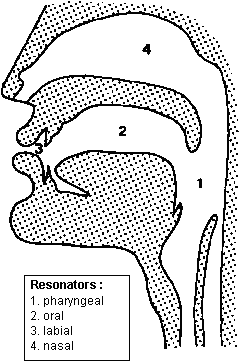 4
2
3
1
Resonators :
1. pharyngeal
2. oral
3. labial
4. nasal